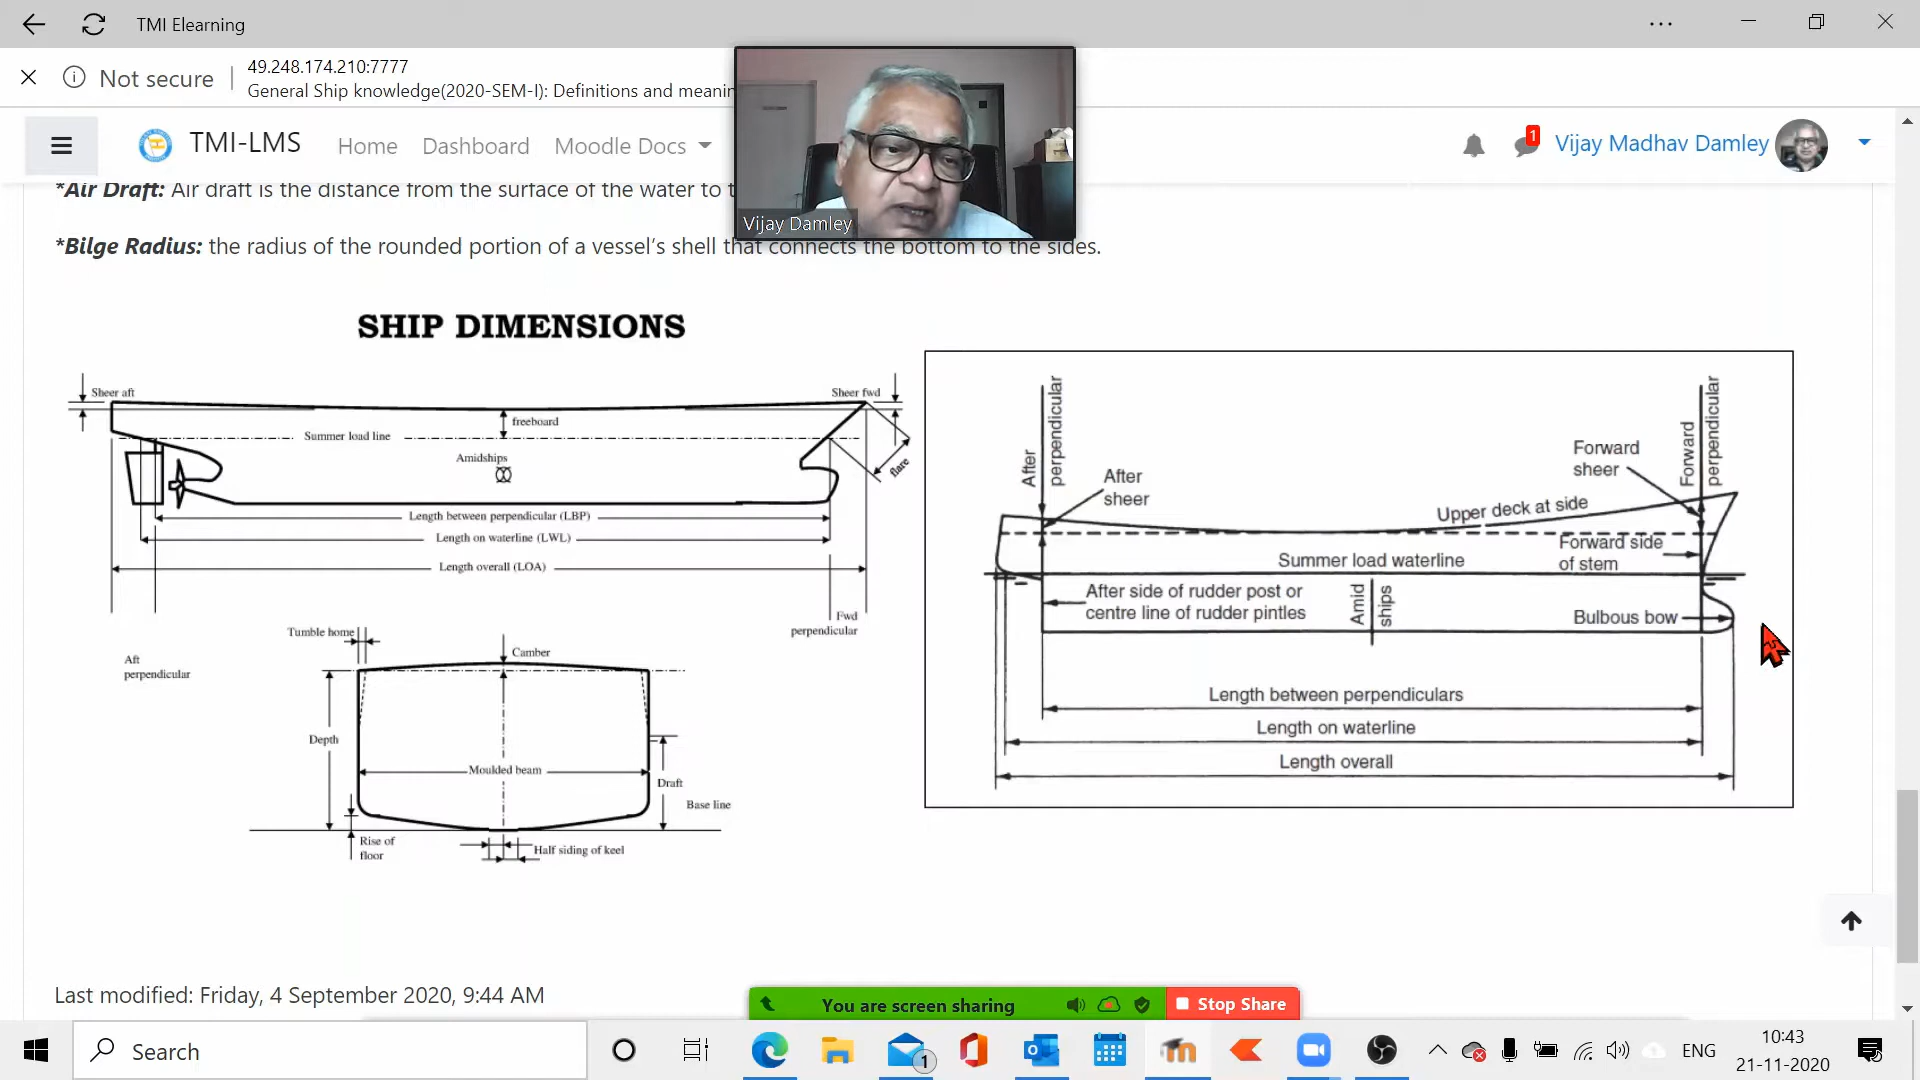 TMI Elearning
Not secure
49.248.174.210:7777
General Ship knowledge(2020-SEM-I): Definitions and meanin
TMI-LMS
Home
Dashboard
Moodle Docs
1
Vijay Madhav Damley
*Air Draft: Air draft is the distance from the surface of the water to t
Vijay Damley
*Bilge Radius: the radius of the rounded portion of a vessel's shell that connects the bottom to the sides.
SHIP DIMENSIONS
Sheer aft
Sheer fwd
freeboard
Summer load line
Amidships
flare
Length between perpendicular (LBP)
Length on waterline (LWL)
Length overall (LOA)
Fwd
perpendicular
Aft
perpendicular
Tumble home
Camber
Depth
Moulded beam
Draft
Base line
Rise of
floor
Half siding of keel
After
perpendicular
Forward
perpendicular
After
sheer
Forward
sheer
Upper deck at side
Summer load waterline
Forward side
of stem
After side of rudder post or
centre line of rudder pintles
Amid
ships
Bulbous bow
Length between perpendiculars
Length on waterline
Length overall
Last modified: Friday, 4 September 2020, 9:44 AM
You are screen sharing
Stop Share
Search
1
ENG
10:43
21-11-2020